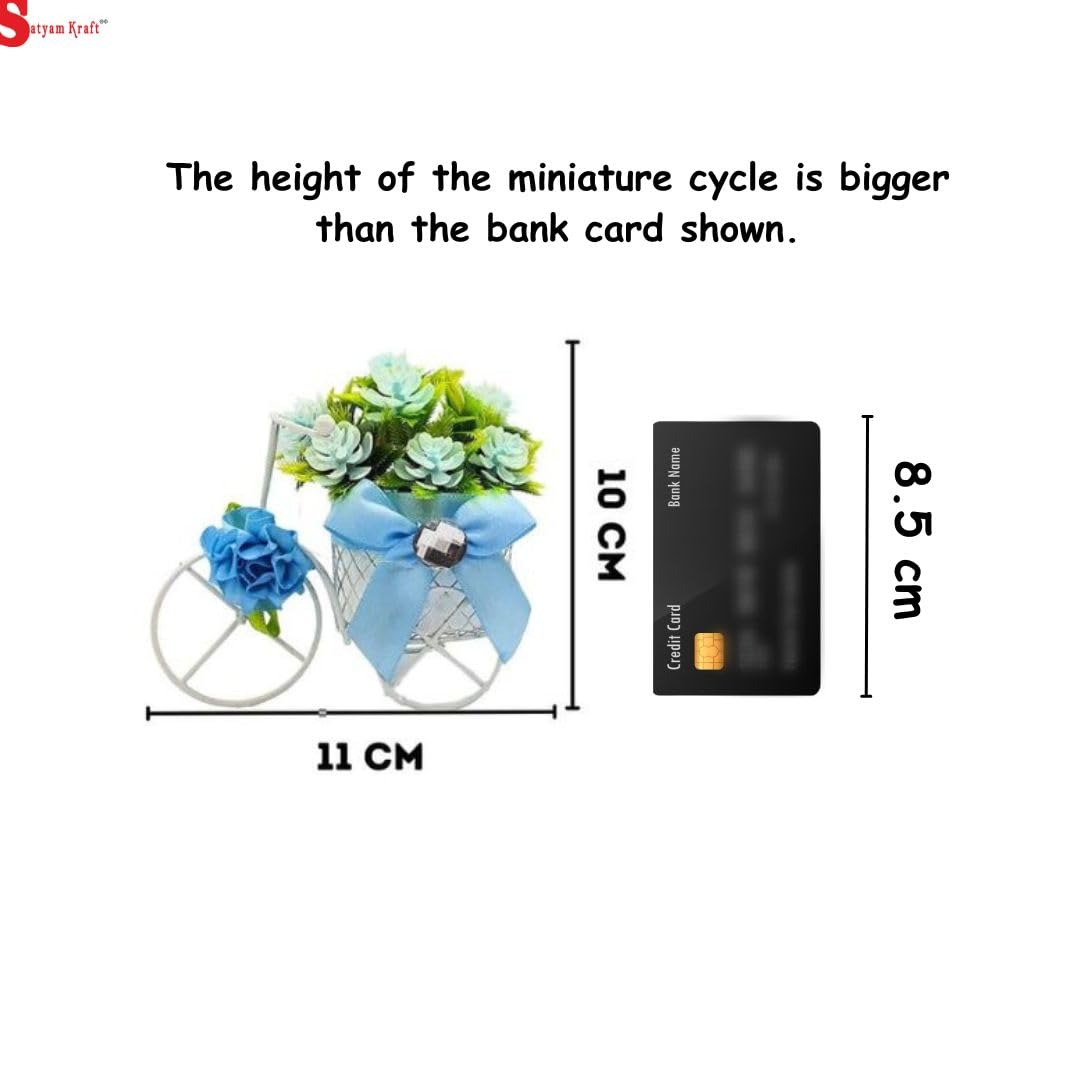 Satyam Kraft
The height of the miniature cycle is bigger
than the bank card shown.
10 CM
Bank Name
Credit Card
8.5 cm
11 CM